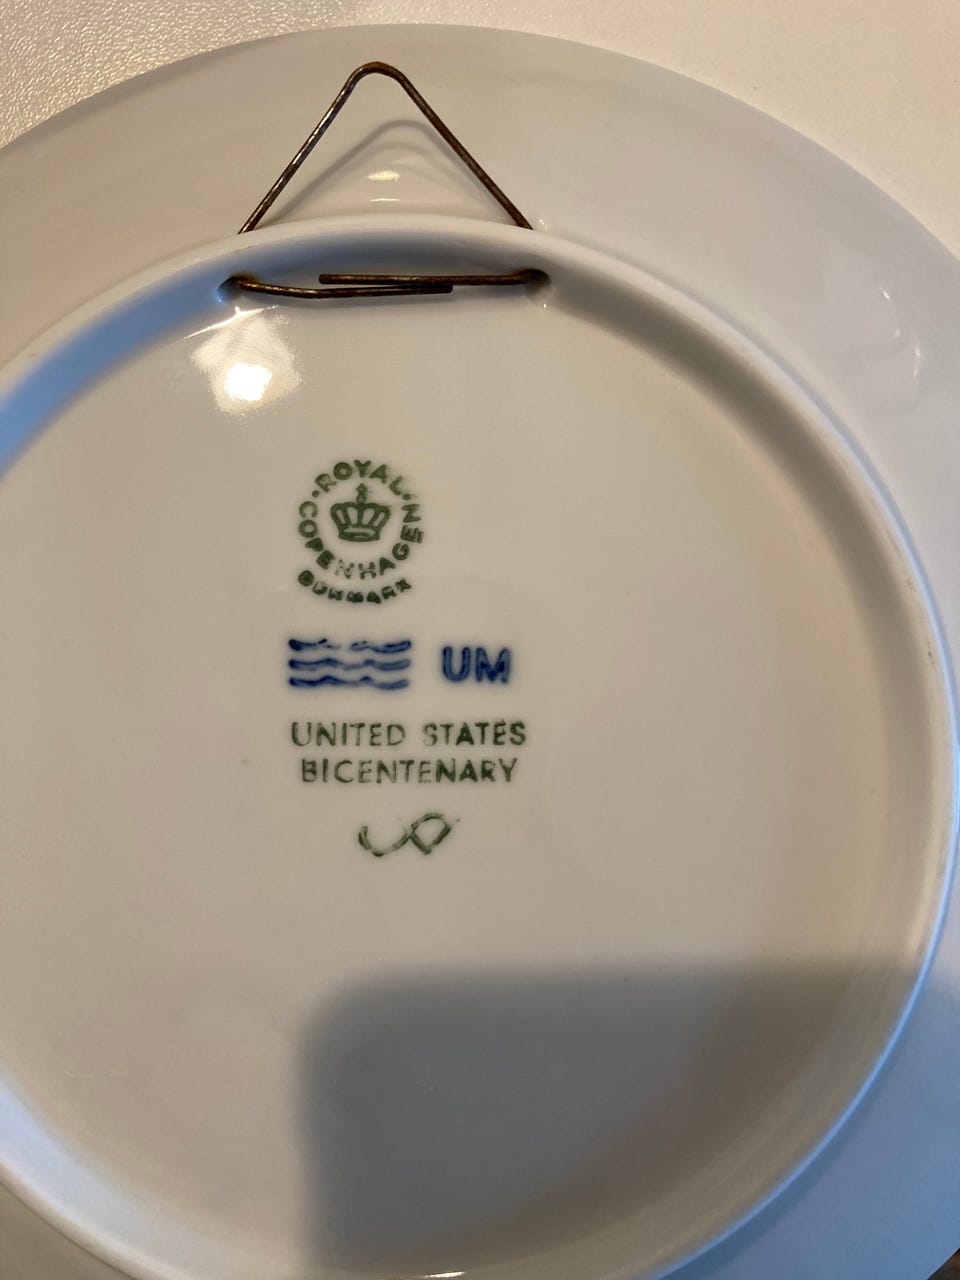 ROYAL
COPENHAGEN
DENMARK
UM
UNITED STATES
BICENTENARY